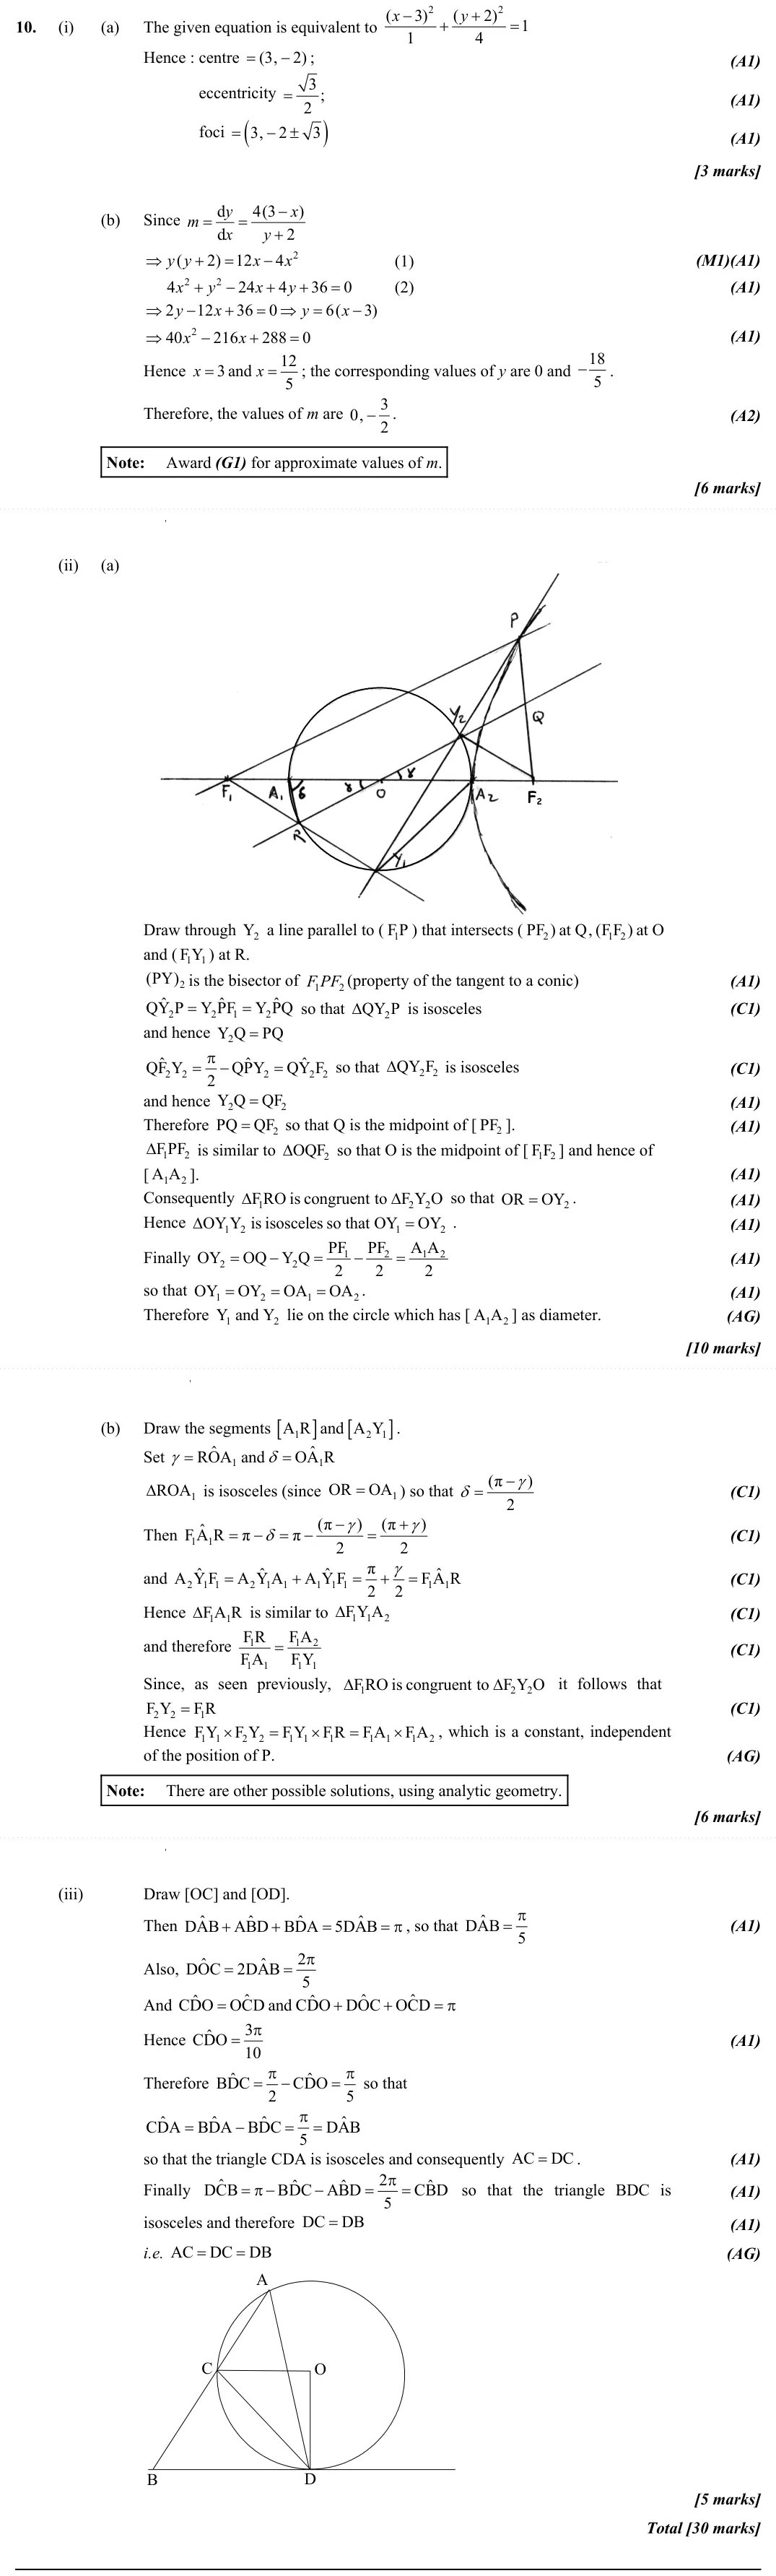 10. (i) (a) The given equation is equivalent to (x − 3)²/1 + (y + 2)²/4 = 1
Hence : centre = (3, − 2) ; (A1)
eccentricity = √3/2 ; (A1)
foci = (3, − 2 ± √3) (A1)
[3 marks]
(b) Since m = dy/dx = 4(3 − x)/(y + 2)
⇒ y(y + 2) = 12x − 4x² (1) (M1)(A1)
4x² + y² − 24x + 4y + 36 = 0 (2) (A1)
⇒ 2y − 12x + 36 = 0 ⇒ y = 6(x − 3)
⇒ 40x² − 216x + 288 = 0 (A1)
Hence x = 3 and x = 12/5 ; the corresponding values of y are 0 and −18/5 .
Therefore, the values of m are 0, −3/2 . (A2)
Note: Award (G1) for approximate values of m.
[6 marks]
(ii) (a)
P
Y₂
Q
F₁ A₁ δ γ O γ A₂ F₂
R
Y₁
Draw through Y₂ a line parallel to ( F₁P ) that intersects ( PF₂ ) at Q, (F₁F₂ ) at O
and ( F₁Y₁ ) at R.
(PY)₂ is the bisector of F₁PF₂ (property of the tangent to a conic) (A1)
QŶ₂P = Y₂P̂F₁ = Y₂P̂Q so that ΔQY₂P is isosceles (C1)
and hence Y₂Q = PQ
QF̂₂Y₂ = π/2 − QP̂Y₂ = QŶ₂F₂ so that ΔQY₂F₂ is isosceles (C1)
and hence Y₂Q = QF₂ (A1)
Therefore PQ = QF₂ so that Q is the midpoint of [ PF₂ ]. (A1)
ΔF₁PF₂ is similar to ΔOQF₂ so that O is the midpoint of [ F₁F₂ ] and hence of
[ A₁A₂ ]. (A1)
Consequently ΔF₁RO is congruent to ΔF₂Y₂O so that OR = OY₂ . (A1)
Hence ΔOY₁Y₂ is isosceles so that OY₁ = OY₂ . (A1)
Finally OY₂ = OQ − Y₂Q = PF₁/2 − PF₂/2 = A₁A₂/2 (A1)
so that OY₁ = OY₂ = OA₁ = OA₂ . (A1)
Therefore Y₁ and Y₂ lie on the circle which has [ A₁A₂ ] as diameter. (AG)
[10 marks]
(b) Draw the segments [A₁R] and [A₂Y₁] .
Set γ = RÔA₁ and δ = OÂ₁R
ΔROA₁ is isosceles (since OR = OA₁ ) so that δ = (π − γ)/2 (C1)
Then F₁Â₁R = π − δ = π − (π − γ)/2 = (π + γ)/2 (C1)
and A₂Ŷ₁F₁ = A₂Ŷ₁A₁ + A₁Ŷ₁F₁ = π/2 + γ/2 = F₁Â₁R (C1)
Hence ΔF₁A₁R is similar to ΔF₁Y₁A₂ (C1)
and therefore F₁R/F₁A₁ = F₁A₂/F₁Y₁ (C1)
Since, as seen previously, ΔF₁RO is congruent to ΔF₂Y₂O it follows that
F₂Y₂ = F₁R (C1)
Hence F₁Y₁ × F₂Y₂ = F₁Y₁ × F₁R = F₁A₁ × F₁A₂ , which is a constant, independent
of the position of P. (AG)
Note: There are other possible solutions, using analytic geometry.
[6 marks]
(iii) Draw [OC] and [OD].
Then DÂB + AB̂D + BD̂A = 5DÂB = π , so that DÂB = π/5 (A1)
Also, DÔC = 2DÂB = 2π/5
And CD̂O = OĈD and CD̂O + DÔC + OĈD = π
Hence CD̂O = 3π/10 (A1)
Therefore BD̂C = π/2 − CD̂O = π/5 so that
CD̂A = BD̂A − BD̂C = π/5 = DÂB
so that the triangle CDA is isosceles and consequently AC = DC . (A1)
Finally DĈB = π − BD̂C − AB̂D = 2π/5 = CB̂D so that the triangle BDC is (A1)
isosceles and therefore DC = DB (A1)
i.e. AC = DC = DB (AG)
A
C O
B D
[5 marks]
Total [30 marks]